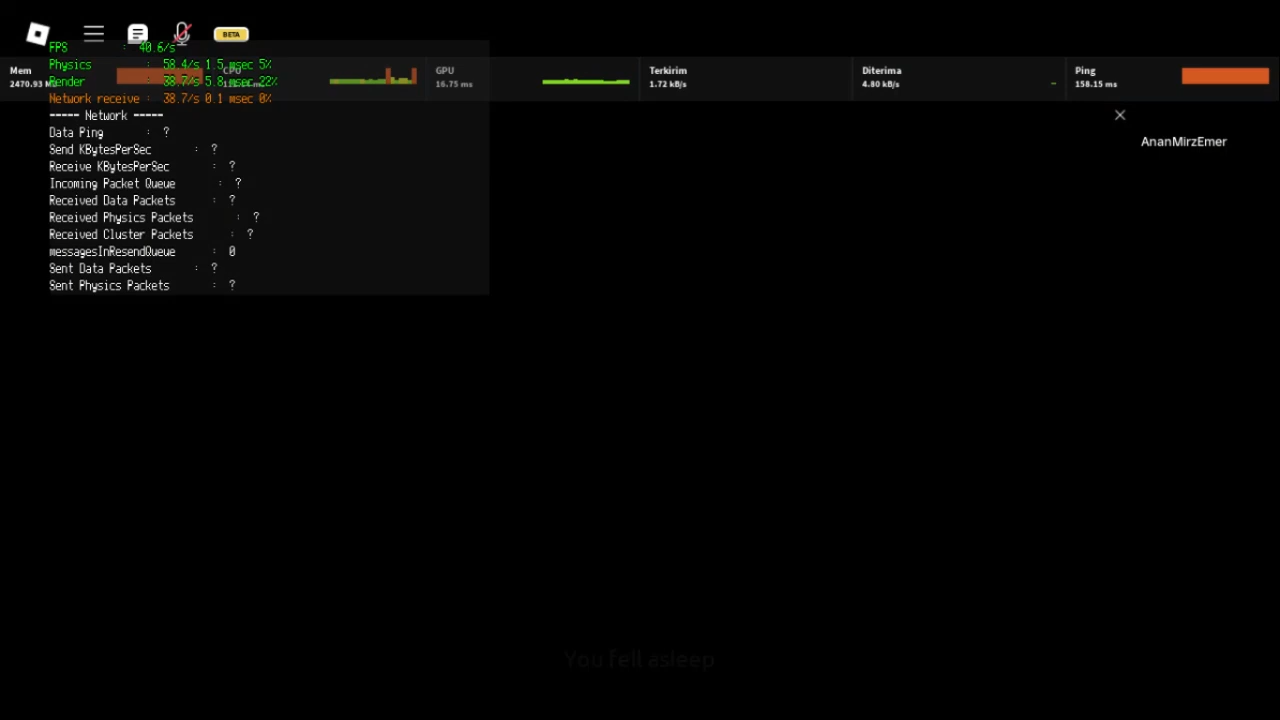 BETA
FPS : 40.6/s
Physics : 58.4/s 1.5 msec 5%
Render : 38.7/s 5.8 msec 22%
Network receive : 38.7/s 0.1 msec 0%
Mem
2470.93
CPU
GPU
16.75 ms
Terkirim
1.72 kB/s
Diterima
4.80 kB/s
Ping
158.15 ms
----- Network -----
Data Ping : ?
Send KBytesPerSec : ?
Receive KBytesPerSec : ?
Incoming Packet Queue : ?
Received Data Packets : ?
Received Physics Packets : ?
Received Cluster Packets : ?
messagesInResendQueue : 0
Sent Data Packets : ?
Sent Physics Packets : ?
AnanMirzEmer
You fell asleep